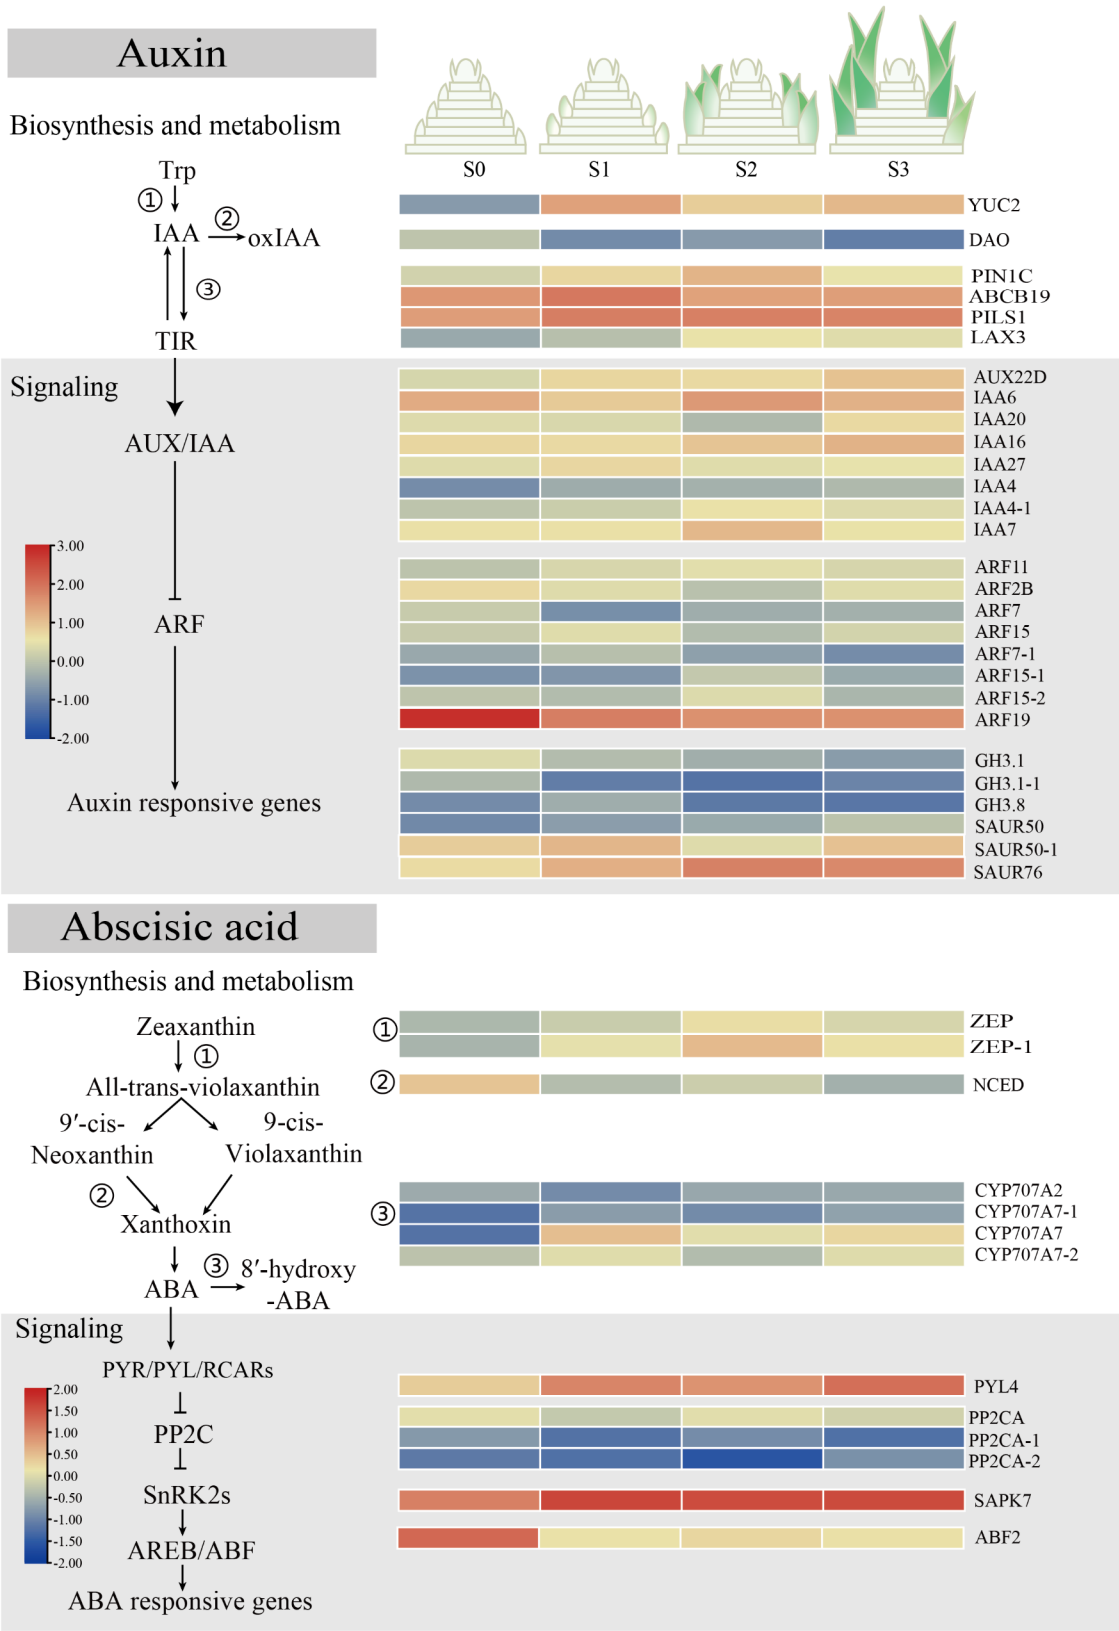 Auxin
Biosynthesis and metabolism
S0 S1 S2 S3
Trp
①
IAA
②
oxIAA
③
TIR
YUC2
DAO
PIN1C
ABCB19
PILS1
LAX3
Signaling
AUX/IAA
ARF
Auxin responsive genes
3.00
2.00
1.00
0.00
-1.00
-2.00
AUX22D
IAA6
IAA20
IAA16
IAA27
IAA4
IAA4-1
IAA7
ARF11
ARF2B
ARF7
ARF15
ARF7-1
ARF15-1
ARF15-2
ARF19
GH3.1
GH3.1-1
GH3.8
SAUR50
SAUR50-1
SAUR76
Abscisic acid
Biosynthesis and metabolism
Zeaxanthin
①
All-trans-violaxanthin
9′-cis-
Neoxanthin
9-cis-
Violaxanthin
②
Xanthoxin
ABA
③
8′-hydroxy
-ABA
①
ZEP
ZEP-1
②
NCED
③
CYP707A2
CYP707A7-1
CYP707A7
CYP707A7-2
Signaling
PYR/PYL/RCARs
PP2C
SnRK2s
AREB/ABF
ABA responsive genes
2.00
1.50
1.00
0.50
0.00
-0.50
-1.00
-1.50
-2.00
PYL4
PP2CA
PP2CA-1
PP2CA-2
SAPK7
ABF2